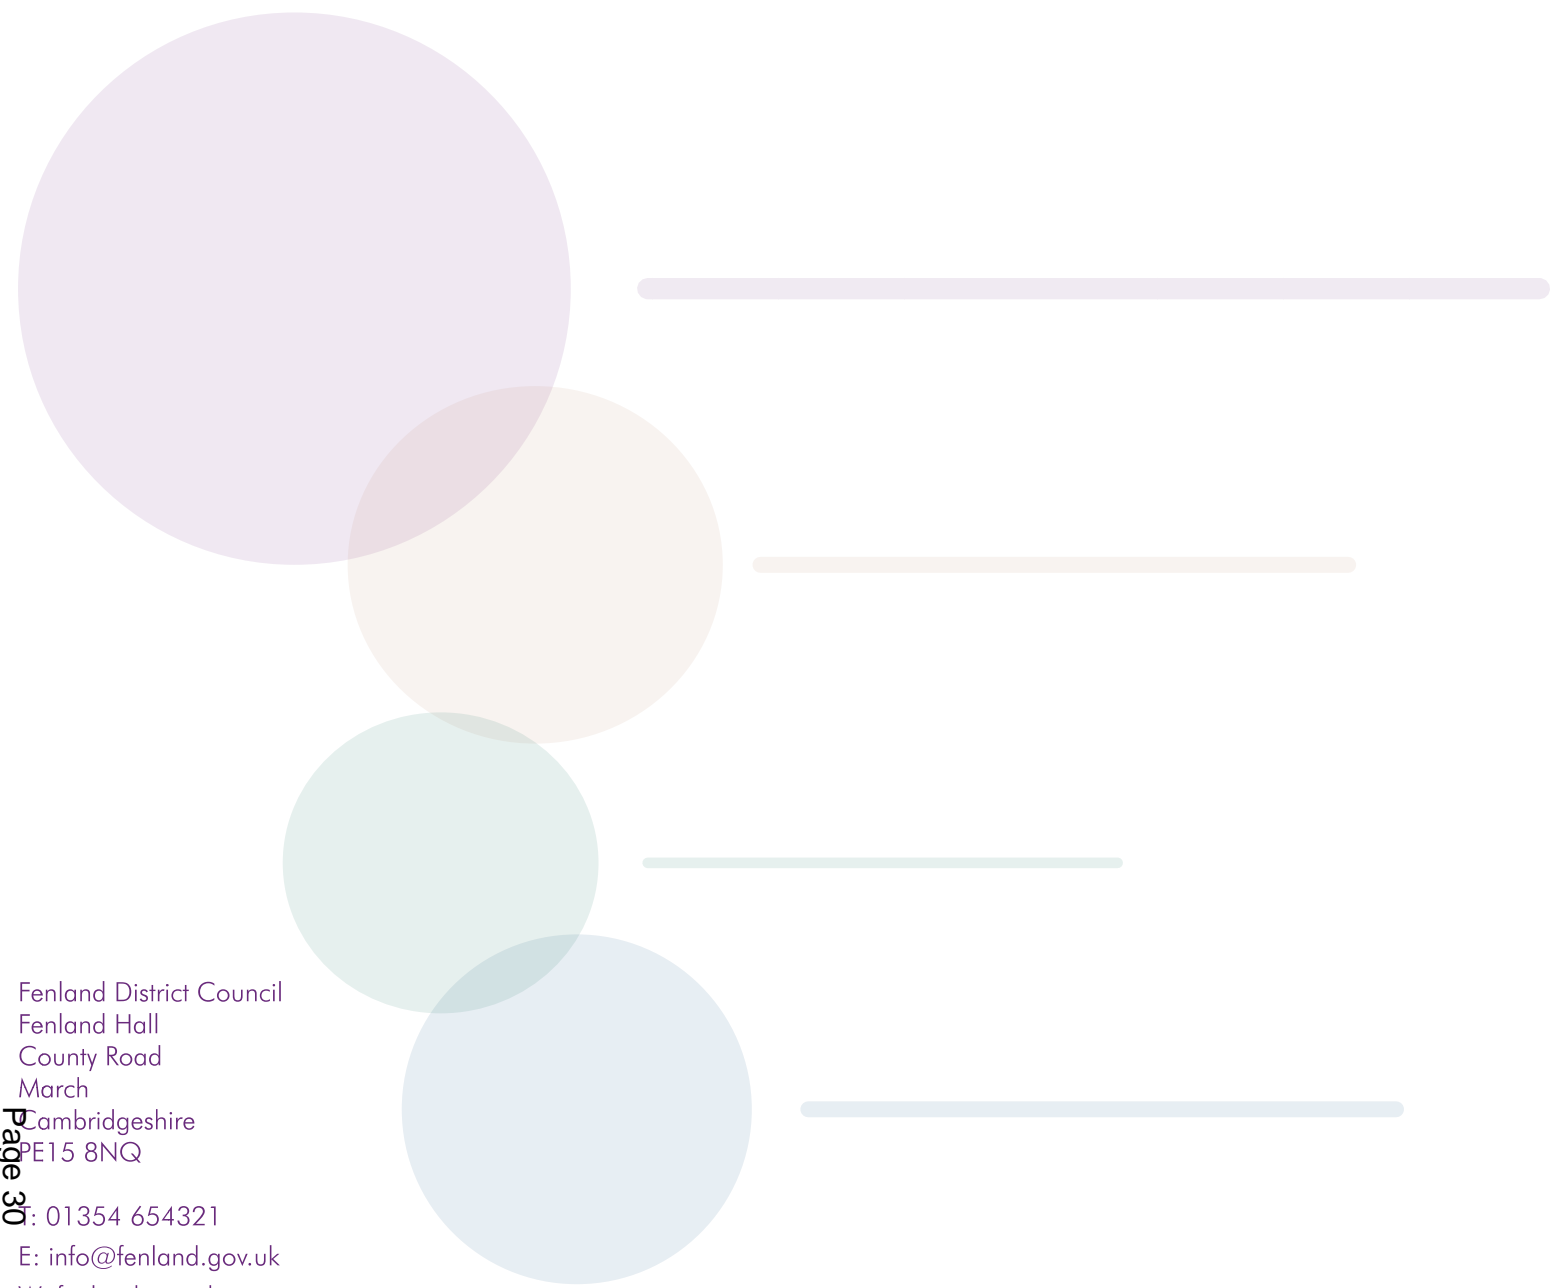 Fenland District Council
Fenland Hall
County Road
March
Cambridgeshire
PE15 8NQ
T: 01354 654321
E: info@fenland.gov.uk
Page 30